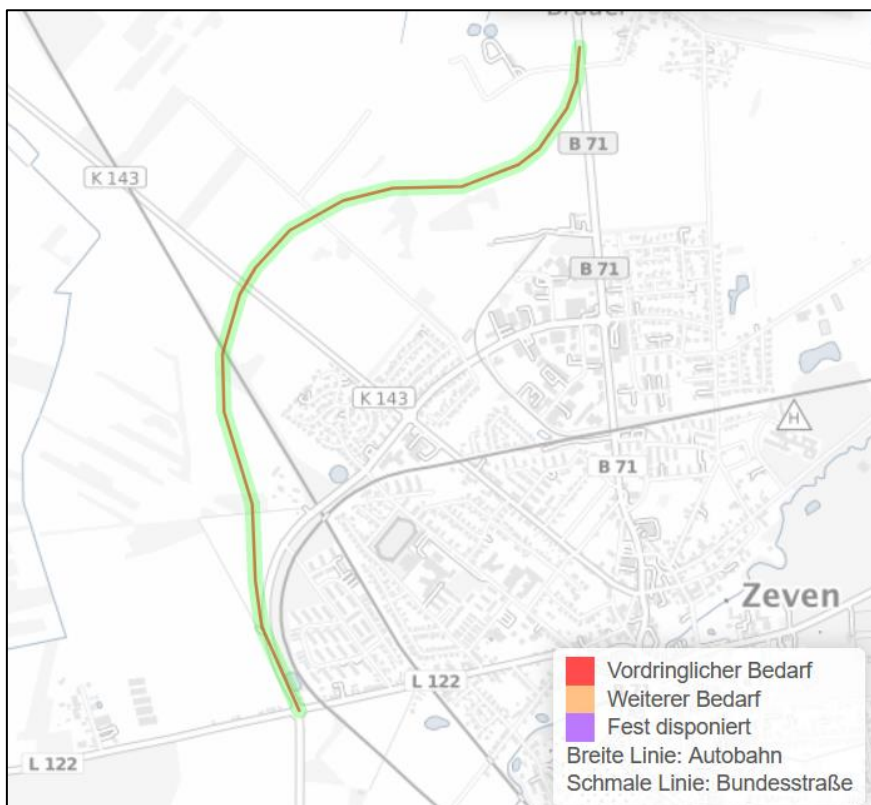 B 71
K 143
B 71
K 143
B 71
H
Zeven
L 122
L 122
Vordringlicher Bedarf
Weiterer Bedarf
Fest disponiert
Breite Linie: Autobahn
Schmale Linie: Bundesstraße